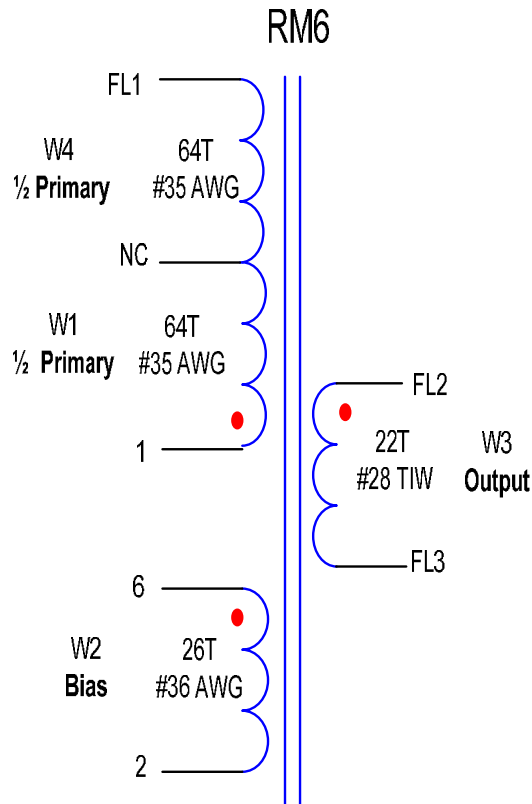 RM6
FL1
W4
½ Primary
64T
#35 AWG
NC
W1
½ Primary
64T
#35 AWG
1
FL2
22T
#28 TIW
W3
Output
FL3
6
W2
Bias
26T
#36 AWG
2